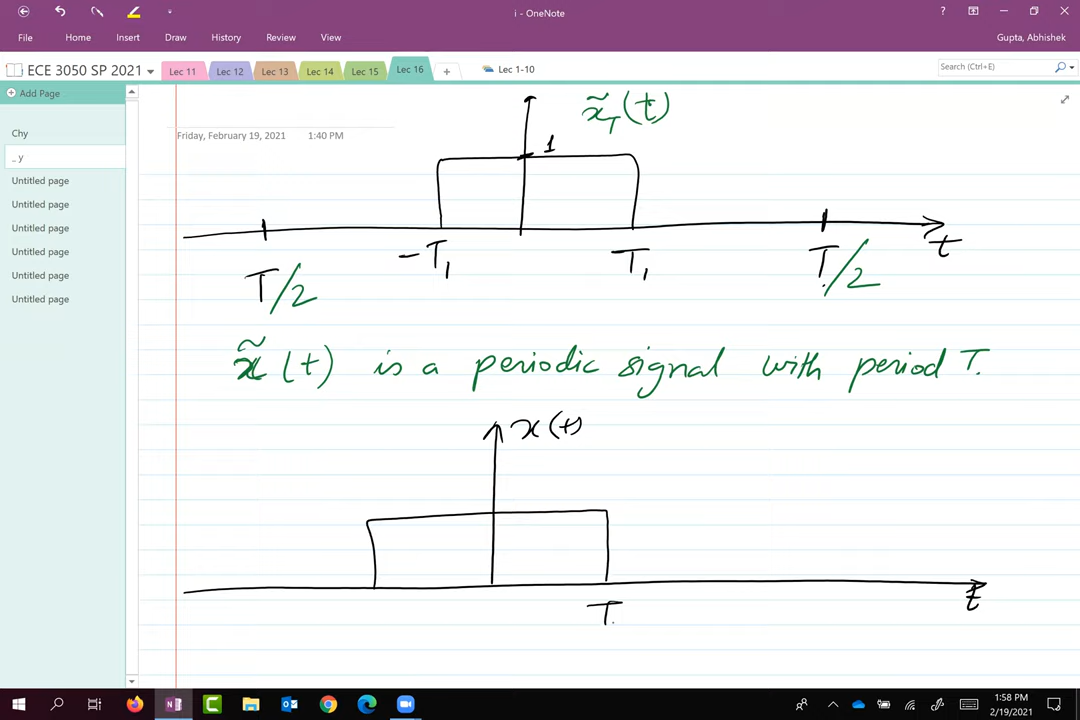 i - OneNote
?
File Home Insert Draw History Review View Gupta, Abhishek
ECE 3050 SP 2021 Lec 11 Lec 12 Lec 13 Lec 14 Lec 15 Lec 16 + Lec 1-10 Search (Ctrl+E)
Add Page
Chy
_ y
Untitled page
Untitled page
Untitled page
Untitled page
Untitled page
Untitled page
Friday, February 19, 2021 1:40 PM
x̃_T(t)
1
-T₁ T₁ t
T/2 T/2
x̃(t) is a periodic signal with period T.
x(t)
t
T.
1:58 PM
2/19/2021